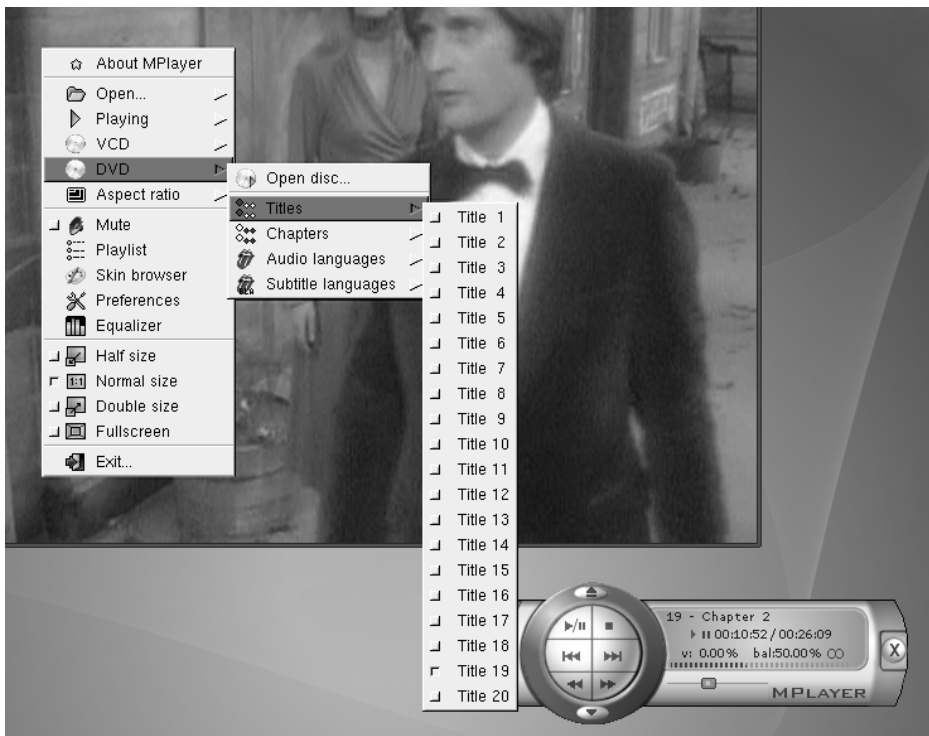 About MPlayer
Open...
Playing
VCD
DVD
Aspect ratio
Mute
Playlist
Skin browser
Preferences
Equalizer
Half size
1:1 Normal size
Double size
Fullscreen
Exit...
Open disc...
Titles
Chapters
Audio languages
Subtitle languages
Title 1
Title 2
Title 3
Title 4
Title 5
Title 6
Title 7
Title 8
Title 9
Title 10
Title 11
Title 12
Title 13
Title 14
Title 15
Title 16
Title 17
Title 18
Title 19
Title 20
19 - Chapter 2
00:10:52 / 00:26:09
v: 0.00% bal:50.00%
X
MPLAYER